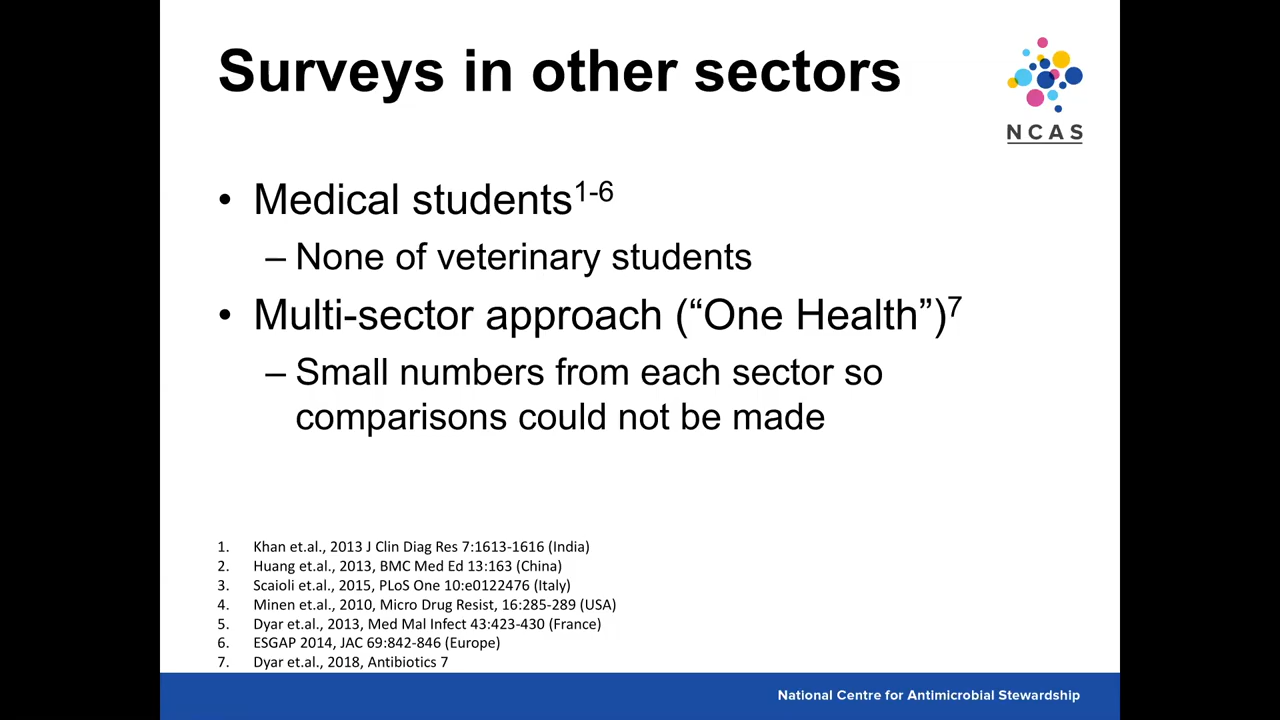 Surveys in other sectors
NCAS
• Medical students1-6
– None of veterinary students
• Multi-sector approach (“One Health”)7
– Small numbers from each sector so
comparisons could not be made
1. Khan et.al., 2013 J Clin Diag Res 7:1613-1616 (India)
2. Huang et.al., 2013, BMC Med Ed 13:163 (China)
3. Scaioli et.al., 2015, PLoS One 10:e0122476 (Italy)
4. Minen et.al., 2010, Micro Drug Resist, 16:285-289 (USA)
5. Dyar et.al., 2013, Med Mal Infect 43:423-430 (France)
6. ESGAP 2014, JAC 69:842-846 (Europe)
7. Dyar et.al., 2018, Antibiotics 7
National Centre for Antimicrobial Stewardship